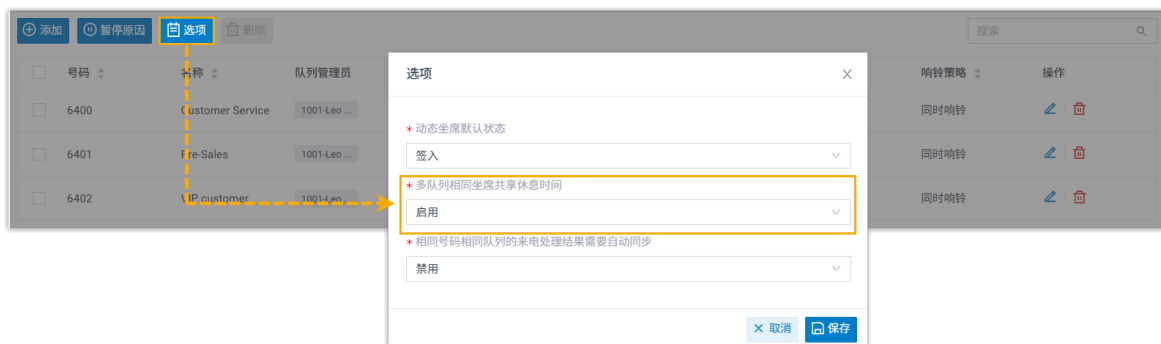 添加 暂停原因 选项 删除 搜索
号码 名称 队列管理员 响铃策略 操作
6400 Customer Service 1001-Leo ... 同时响铃
6401 Pre-Sales 1001-Leo ... 同时响铃
6402 VIP customer 1001-Leo ... 同时响铃
选项
* 动态坐席默认状态
签入
* 多队列相同坐席共享休息时间
启用
* 相同号码相同队列的来电处理结果需要自动同步
禁用
取消 保存